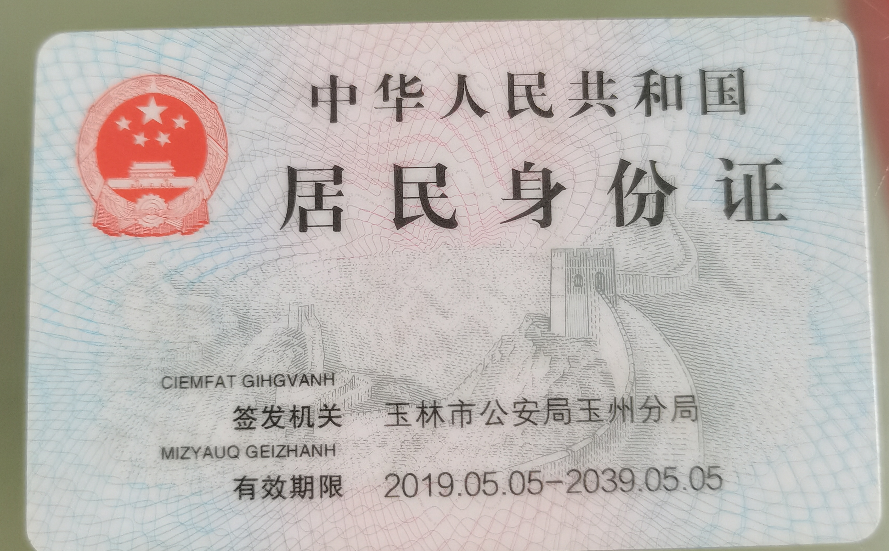 中华人民共和国
居民身份证
CIEMFAT GIHGVANH
签发机关 玉林市公安局玉州分局
MIZYAUQ GEIZHANH
有效期限 2019.05.05-2039.05.05